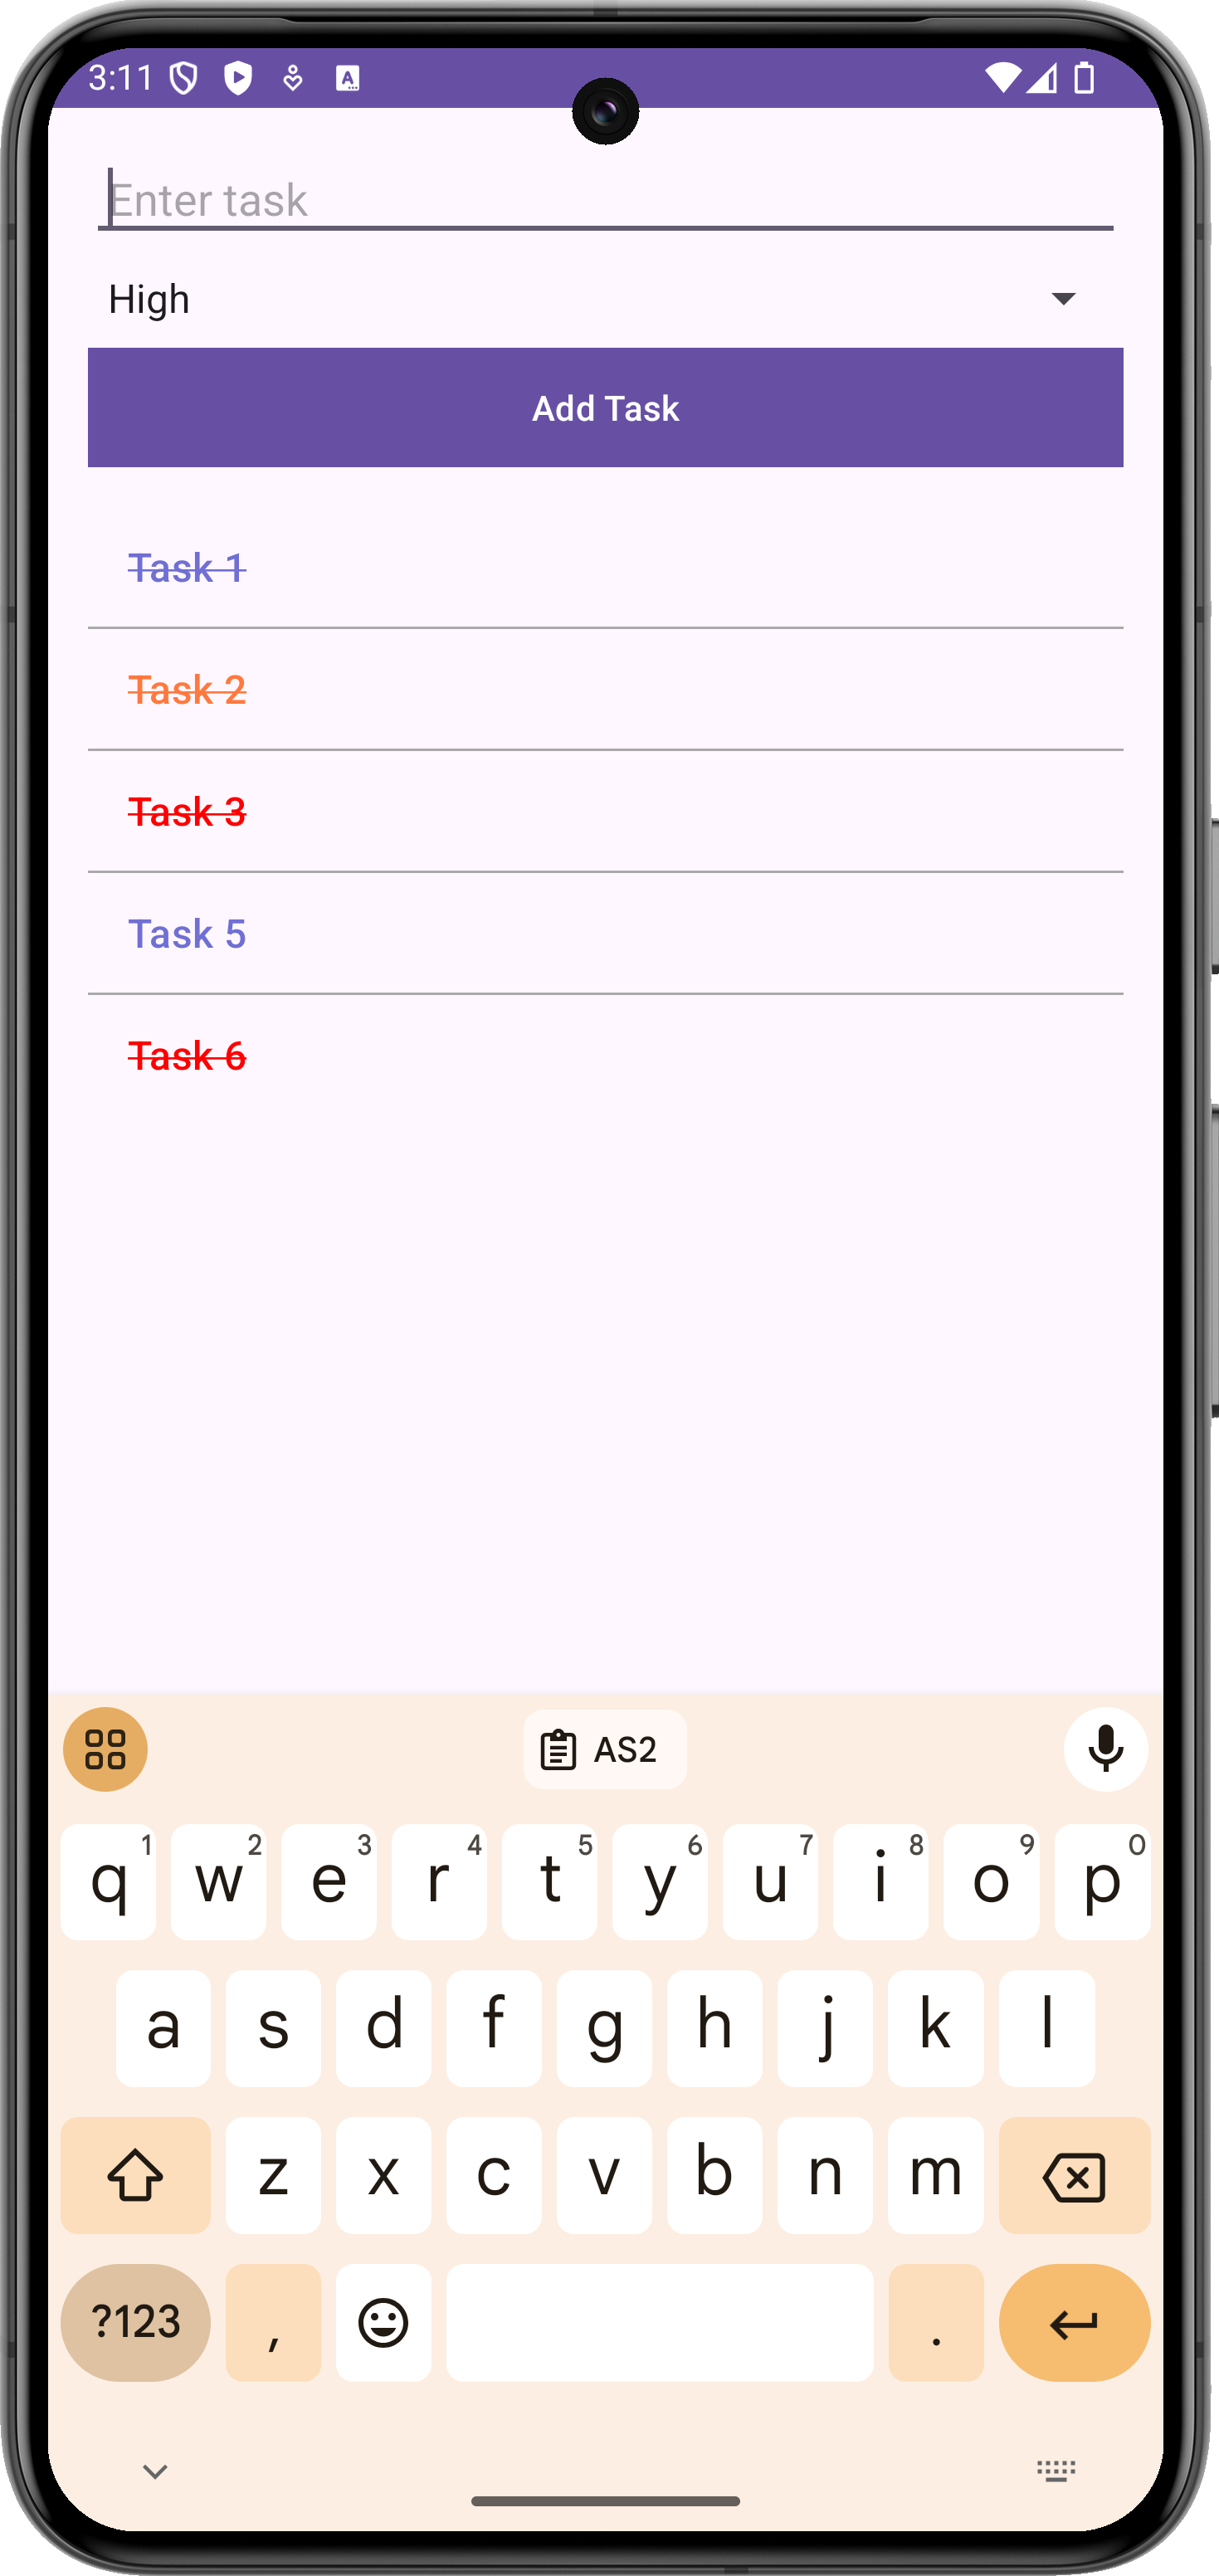 3:11
Enter task
High
Add Task
Task 1
Task 2
Task 3
Task 5
Task 6
AS2
q 1 w 2 e 3 r 4 t 5 y 6 u 7 i 8 o 9 p 0
a s d f g h j k l
z x c v b n m
?123 , .